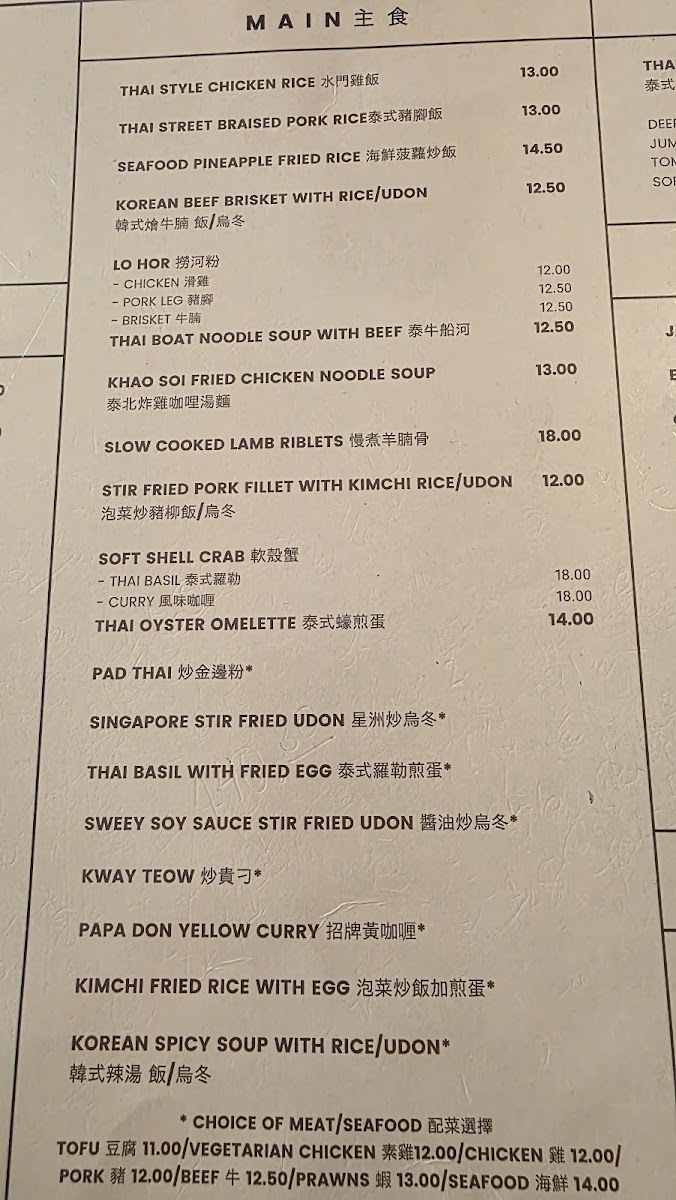 MAIN 主食
THAI STYLE CHICKEN RICE 水門雞飯 13.00
THAI STREET BRAISED PORK RICE泰式豬腳飯 13.00
SEAFOOD PINEAPPLE FRIED RICE 海鮮菠蘿炒飯 14.50
KOREAN BEEF BRISKET WITH RICE/UDON 12.50
韓式燴牛腩 飯/烏冬
LO HOR 撈河粉
- CHICKEN 滑雞 12.00
- PORK LEG 豬腳 12.50
- BRISKET 牛腩 12.50
THAI BOAT NOODLE SOUP WITH BEEF 泰牛船河 12.50
KHAO SOI FRIED CHICKEN NOODLE SOUP 13.00
泰北炸雞咖哩湯麵
SLOW COOKED LAMB RIBLETS 慢煮羊腩骨 18.00
STIR FRIED PORK FILLET WITH KIMCHI RICE/UDON 12.00
泡菜炒豬柳飯/烏冬
SOFT SHELL CRAB 軟殼蟹
- THAI BASIL 泰式羅勒 18.00
- CURRY 風味咖喱 18.00
THAI OYSTER OMELETTE 泰式蠔煎蛋 14.00
PAD THAI 炒金邊粉*
SINGAPORE STIR FRIED UDON 星洲炒烏冬*
THAI BASIL WITH FRIED EGG 泰式羅勒煎蛋*
SWEEY SOY SAUCE STIR FRIED UDON 醬油炒烏冬*
KWAY TEOW 炒貴刁*
PAPA DON YELLOW CURRY 招牌黃咖喱*
KIMCHI FRIED RICE WITH EGG 泡菜炒飯加煎蛋*
KOREAN SPICY SOUP WITH RICE/UDON*
韓式辣湯 飯/烏冬
* CHOICE OF MEAT/SEAFOOD 配菜選擇
TOFU 豆腐 11.00/VEGETARIAN CHICKEN 素雞12.00/CHICKEN 雞 12.00/
PORK 豬 12.00/BEEF 牛 12.50/PRAWNS 蝦 13.00/SEAFOOD 海鮮 14.00
THA
泰式
DEEP
JUM
TOM